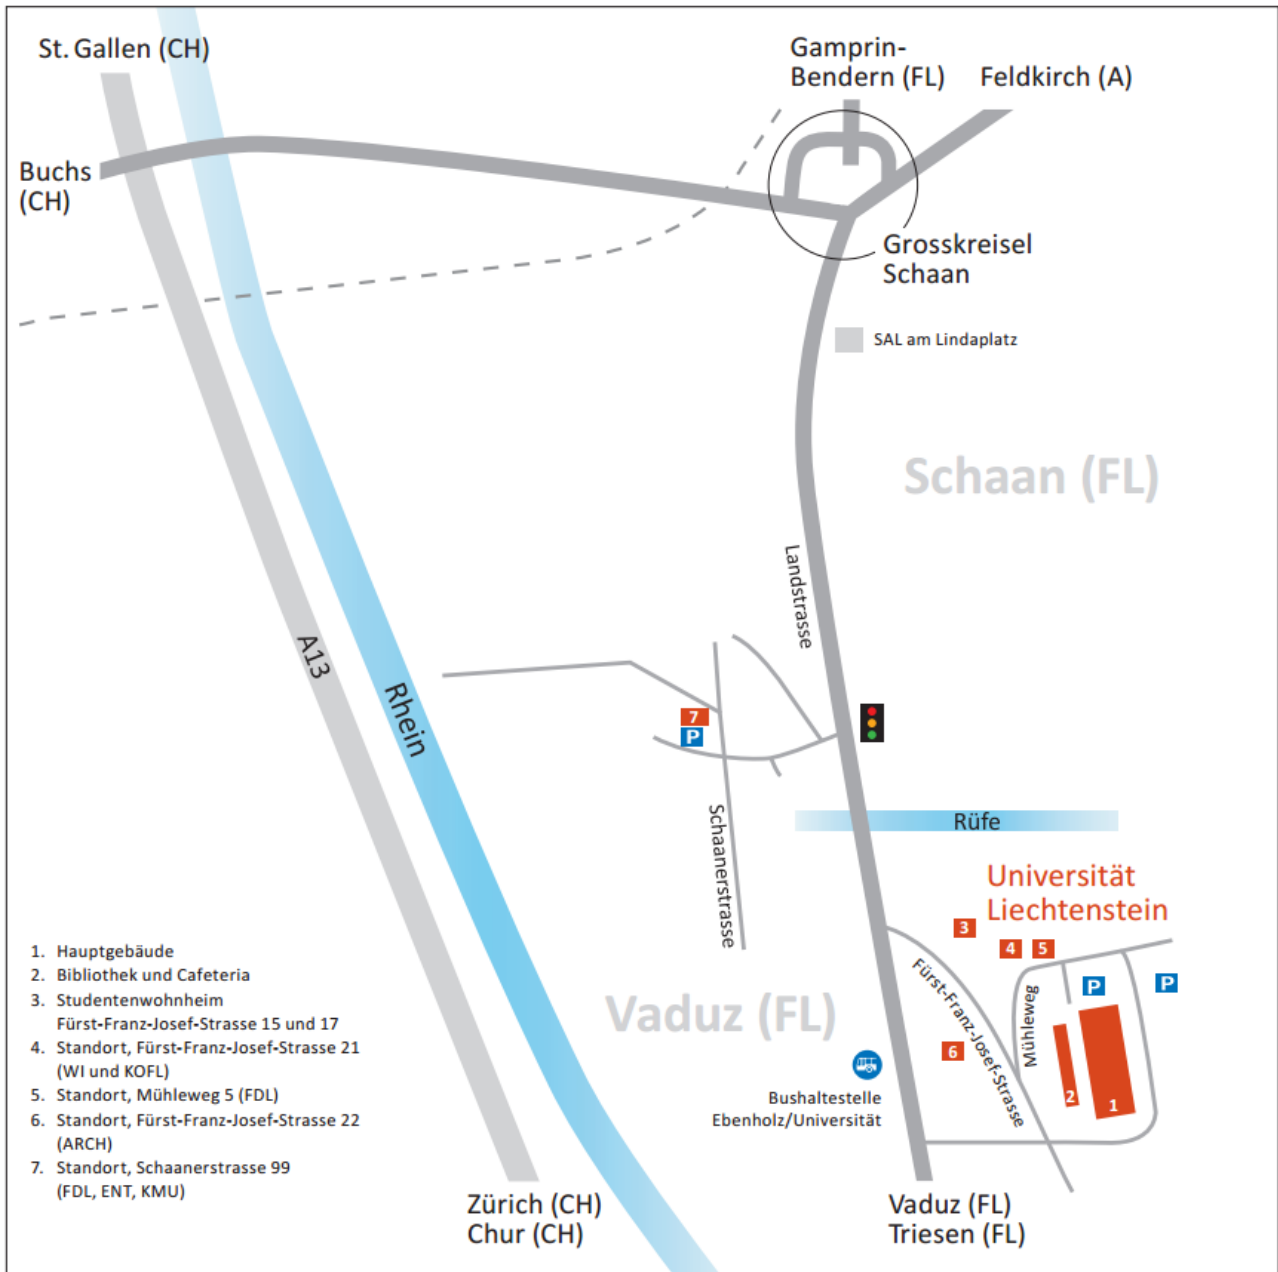 St. Gallen (CH)
Gamprin-
Bendern (FL)
Feldkirch (A)
Buchs
(CH)
Grosskreisel
Schaan
SAL am Lindaplatz
Schaan (FL)
Landstrasse
A13
Rhein
7
P
Schaanerstrasse
Rüfe
Universität
Liechtenstein
3
4
5
P
P
Fürst-Franz-Josef-Strasse
Mühleweg
6
2
1
Vaduz (FL)
Bushaltestelle
Ebenholz/Universität
1. Hauptgebäude
2. Bibliothek und Cafeteria
3. Studentenwohnheim
Fürst-Franz-Josef-Strasse 15 und 17
4. Standort, Fürst-Franz-Josef-Strasse 21
(WI und KOFL)
5. Standort, Mühleweg 5 (FDL)
6. Standort, Fürst-Franz-Josef-Strasse 22
(ARCH)
7. Standort, Schaanerstrasse 99
(FDL, ENT, KMU)
Zürich (CH)
Chur (CH)
Vaduz (FL)
Triesen (FL)